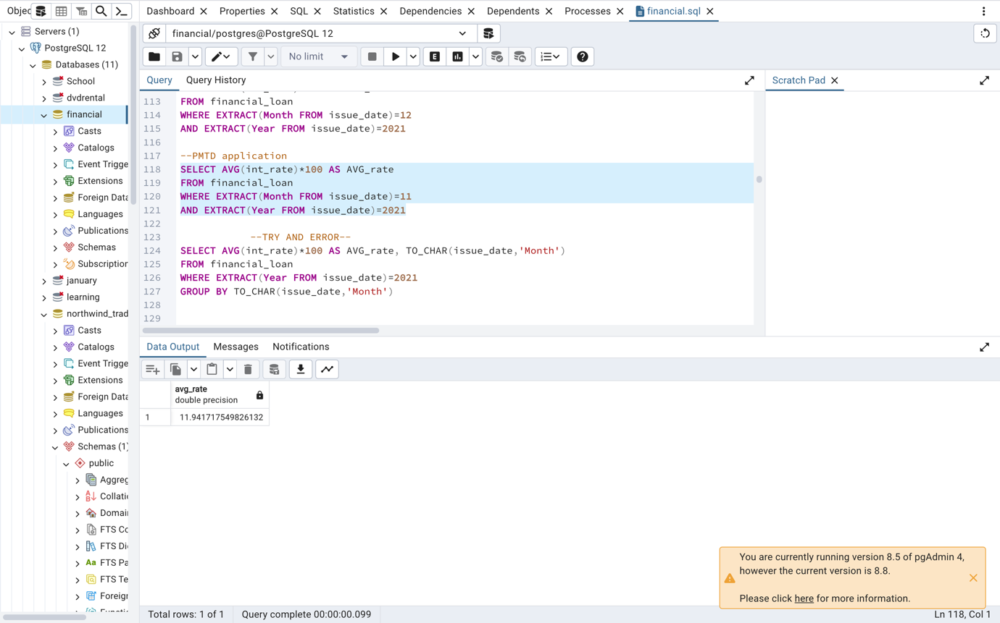 Objec
Dashboard
Properties
SQL
Statistics
Dependencies
Dependents
Processes
financial.sql
Servers (1)
PostgreSQL 12
Databases (11)
School
dvdrental
financial
Casts
Catalogs
Event Trigge
Extensions
Foreign Data
Languages
Publications
Schemas
Subscription
january
learning
northwind_trad
Casts
Catalogs
Event Trigge
Extensions
Foreign Data
Languages
Publications
Schemas (1)
public
Aggreg
Collatic
Domain
FTS Co
FTS Di
Aa FTS Pa
FTS Te
Foreign
financial/postgres@PostgreSQL 12
No limit
E
Query
Query History
Scratch Pad
113 FROM financial_loan
114 WHERE EXTRACT(Month FROM issue_date)=12
115 AND EXTRACT(Year FROM issue_date)=2021
116
117 --PMTD application
118 SELECT AVG(int_rate)*100 AS AVG_rate
119 FROM financial_loan
120 WHERE EXTRACT(Month FROM issue_date)=11
121 AND EXTRACT(Year FROM issue_date)=2021
122
123 --TRY AND ERROR--
124 SELECT AVG(int_rate)*100 AS AVG_rate, TO_CHAR(issue_date,'Month')
125 FROM financial_loan
126 WHERE EXTRACT(Year FROM issue_date)=2021
127 GROUP BY TO_CHAR(issue_date,'Month')
128
129
Data Output
Messages
Notifications
avg_rate
double precision
1 11.941717549826132
You are currently running version 8.5 of pgAdmin 4,
however the current version is 8.8.
Please click here for more information.
Total rows: 1 of 1
Query complete 00:00:00.099
Ln 118, Col 1